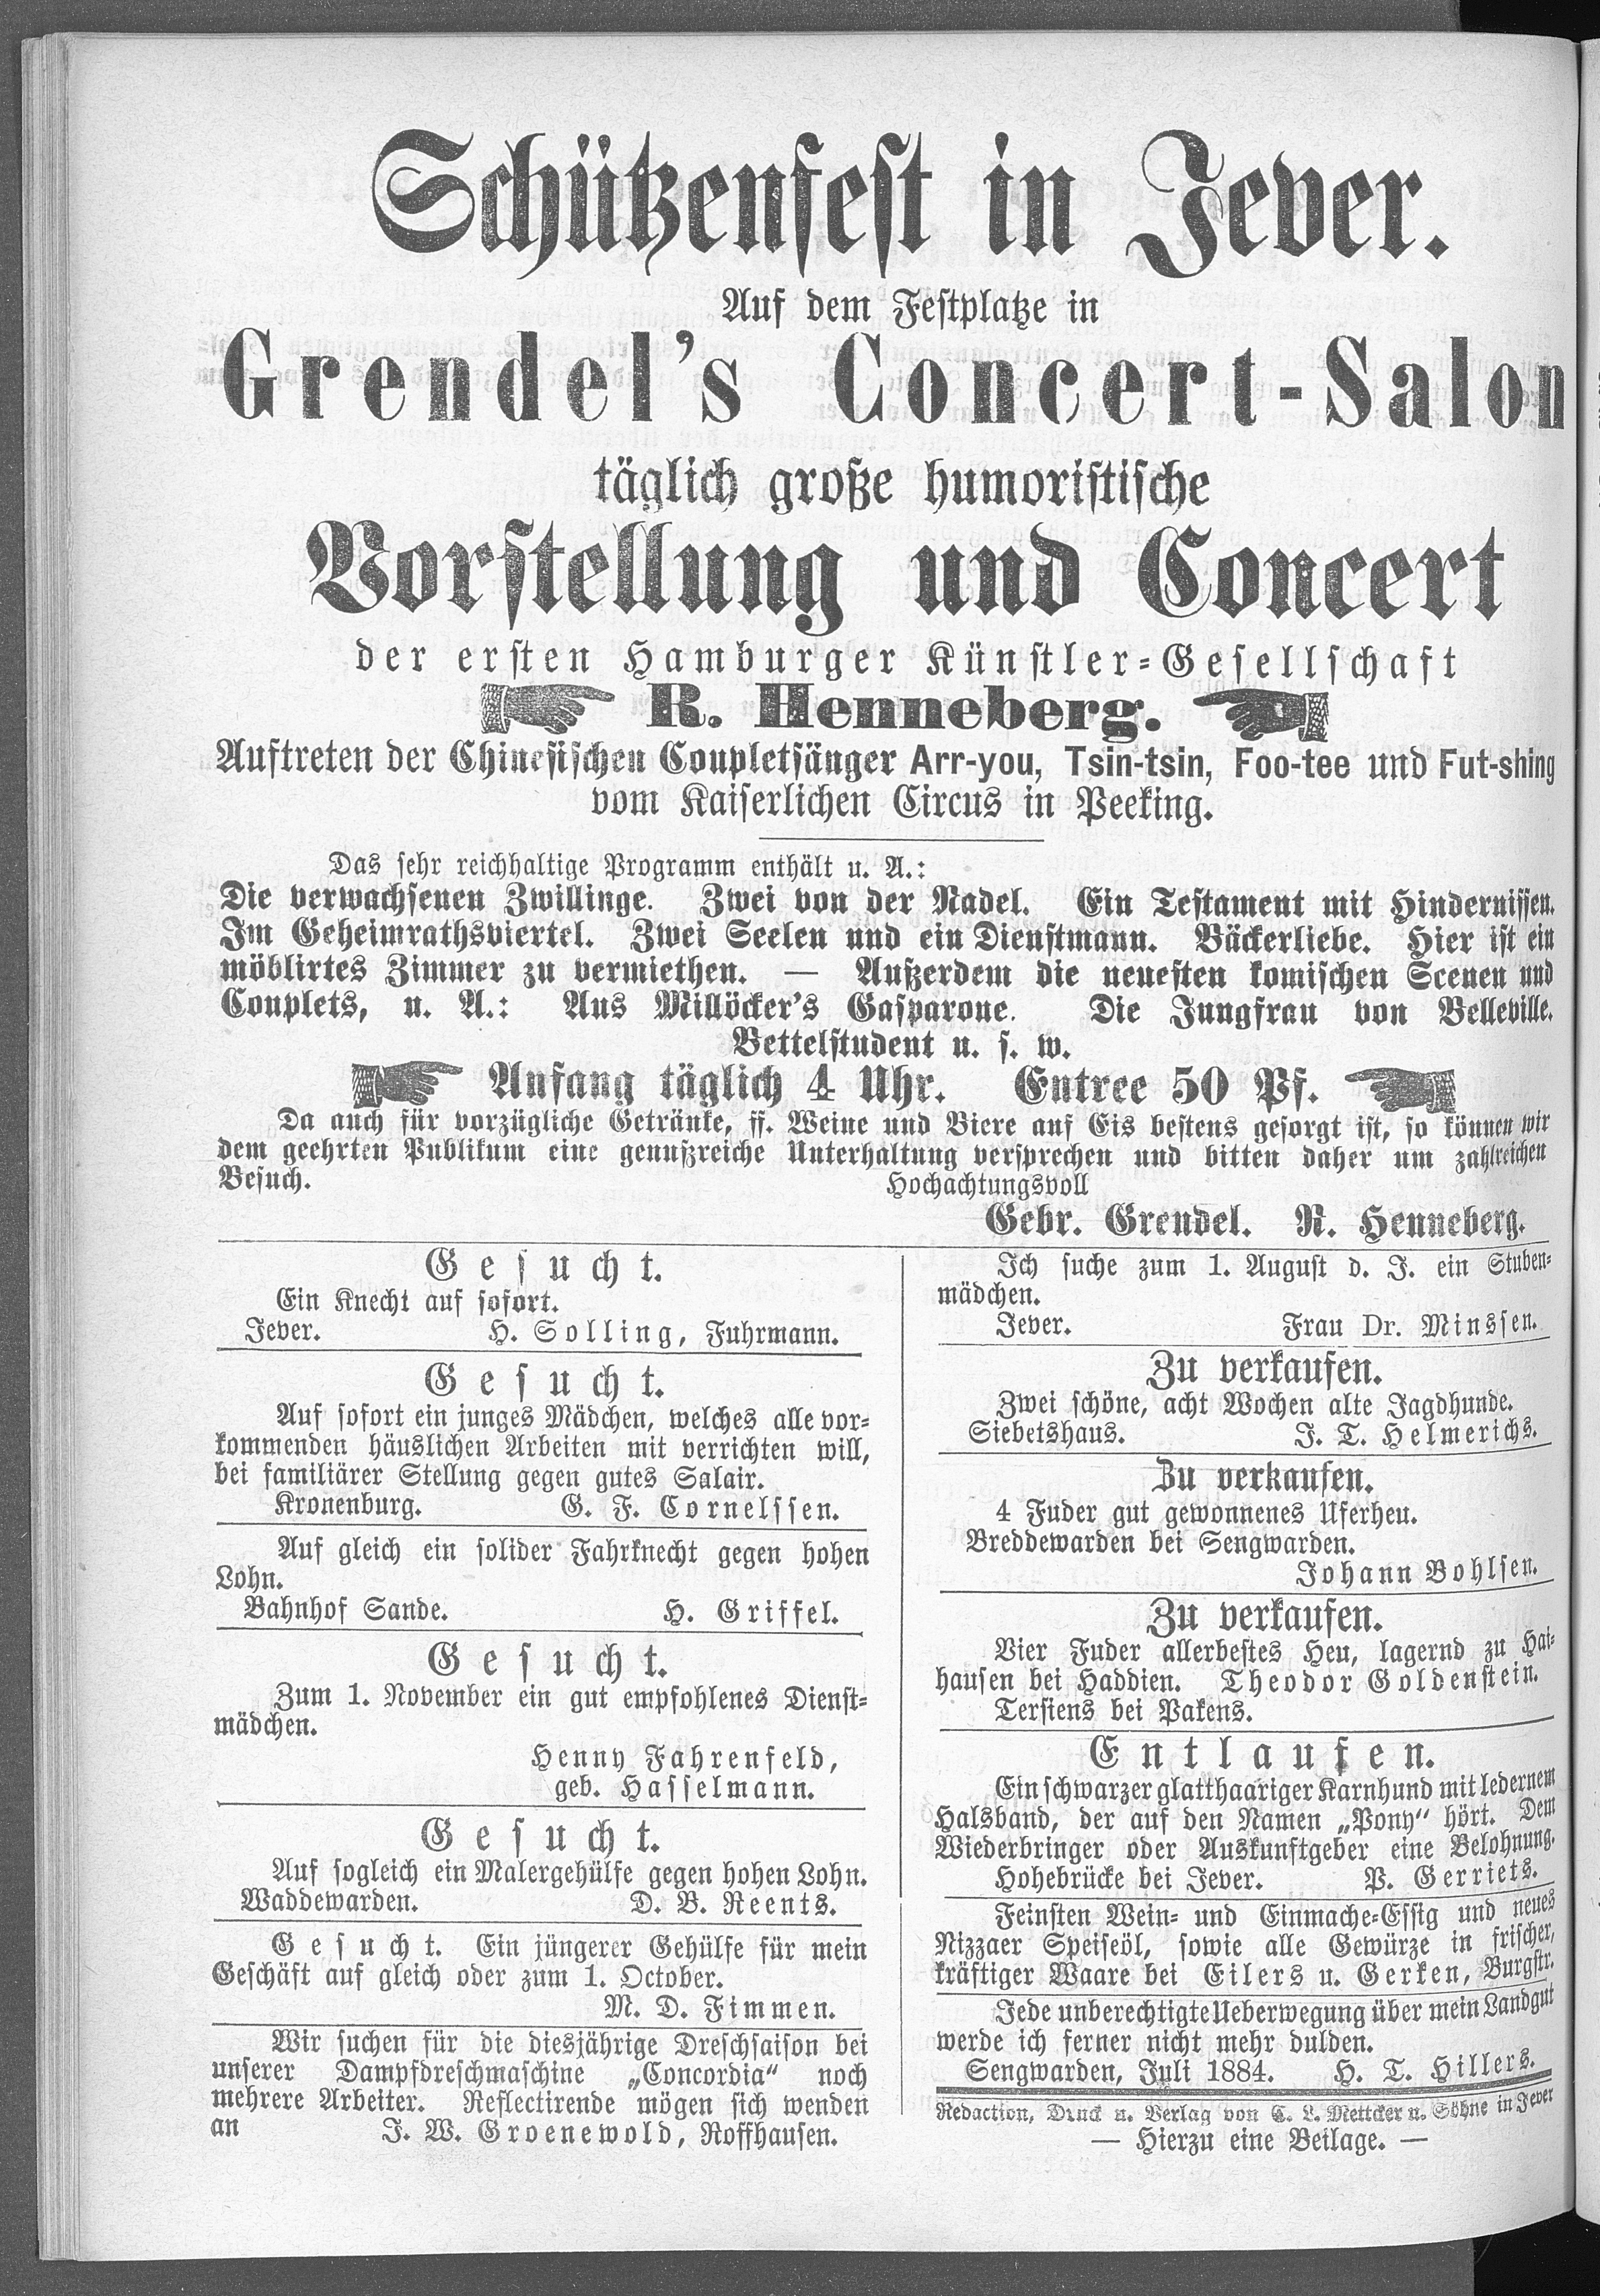 Schützenfest in Jever.
Auf dem Festplatze in
Grendel's Concert-Salon
täglich große humoristische
Vorstellung und Concert
der ersten Hamburger Künstler-Gesellschaft
R. Henneberg.
Auftreten der Chinesischen Coupletsänger Arr-you, Tsin-tsin, Foo-tee und Fut-shing
vom Kaiserlichen Circus in Peeking.
Das sehr reichhaltige Programm enthält u. A.:
Die verwachsenen Zwillinge. Zwei von der Nadel. Ein Testament mit Hindernissen.
Im Geheimrathsviertel. Zwei Seelen und ein Dienstmann. Bäckerliebe. Hier ist ein
möblirtes Zimmer zu vermiethen. — Außerdem die neuesten komischen Scenen und
Couplets, u. A.: Aus Millöcker's Gasparone. Die Jungfrau von Belleville.
Bettelstudent u. s. w.
Anfang täglich 4 Uhr. Entree 50 Pf.
Da auch für vorzügliche Getränke, ff. Weine und Biere auf Eis bestens gesorgt ist, so können wir
dem geehrten Publikum eine genußreiche Unterhaltung versprechen und bitten daher um zahlreichen
Besuch. Hochachtungsvoll
Gebr. Grendel. R. Henneberg.
Gesucht.
Ein Knecht auf sofort.
Jever. H. Solling, Fuhrmann.
Gesucht.
Auf sofort ein junges Mädchen, welches alle vor-
kommenden häuslichen Arbeiten mit verrichten will,
bei familiärer Stellung gegen gutes Salair.
Kronenburg. G. F. Cornelssen.
Auf gleich ein solider Fahrknecht gegen hohen
Lohn.
Bahnhof Sande. H. Griffel.
Gesucht.
Zum 1. November ein gut empfohlenes Dienst-
mädchen.
Henny Fahrenfeld,
geb. Hasselmann.
Gesucht.
Auf sogleich ein Malergehülfe gegen hohen Lohn.
Waddewarden. D. B. Reents.
Gesucht. Ein jüngerer Gehülfe für mein
Geschäft auf gleich oder zum 1. October.
M. D. Fimmen.
Wir suchen für die diesjährige Dreschsaison bei
unserer Dampfdreschmaschine „Concordia“ noch
mehrere Arbeiter. Reflectirende mögen sich wenden
an J. W. Groenewold, Roffhausen.
Ich suche zum 1. August d. J. ein Stuben-
mädchen.
Jever. Frau Dr. Minssen.
Zu verkaufen.
Zwei schöne, acht Wochen alte Jagdhunde.
Siebetshaus. J. T. Helmerichs.
Zu verkaufen.
4 Fuder gut gewonnenes Uferheu.
Breddewarden bei Sengwarden.
Johann Bohlsen.
Zu verkaufen.
Vier Fuder allerbestes Heu, lagernd zu Hai-
hausen bei Haddien. Theodor Goldenstein.
Tersiens bei Pakens.
Entlaufen.
Ein schwarzer glatthaariger Karnhund mit ledernem
Halsband, der auf den Namen „Pony“ hört. Dem
Wiederbringer oder Auskunftgeber eine Belohnung.
Hohebrücke bei Jever. P. Gerriets.
Feinsten Wein- und Einmache-Essig und neues
Nizzaer Speiseöl, sowie alle Gewürze in frischer,
kräftiger Waare bei Eilers u. Gerken, Burgstr.
Jede unberechtigte Ueberwegung über mein Landgut
werde ich ferner nicht mehr dulden.
Sengwarden, Juli 1884. H. T. Hillers.
Redaction, Druck u. Verlag von C. L. Mettcker u. Söhne in Jever
— Hierzu eine Beilage. —